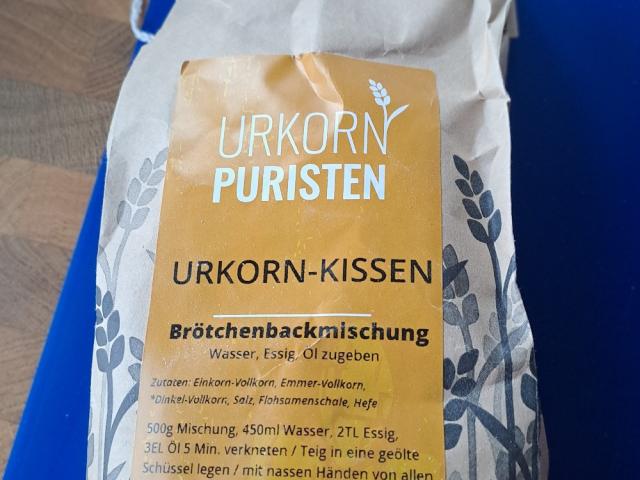 URKORN
PURISTEN
URKORN-KISSEN
Brötchenbackmischung
Wasser, Essig, Öl zugeben
Zutaten: Einkorn-Vollkorn, Emmer-Vollkorn,
*Dinkel-Vollkorn, Salz, Flohsamenschale, Hefe
500g Mischung, 450ml Wasser, 2TL Essig,
3EL Öl 5 Min. verkneten / Teig in eine geölte
Schüssel legen / mit nassen Händen von allen